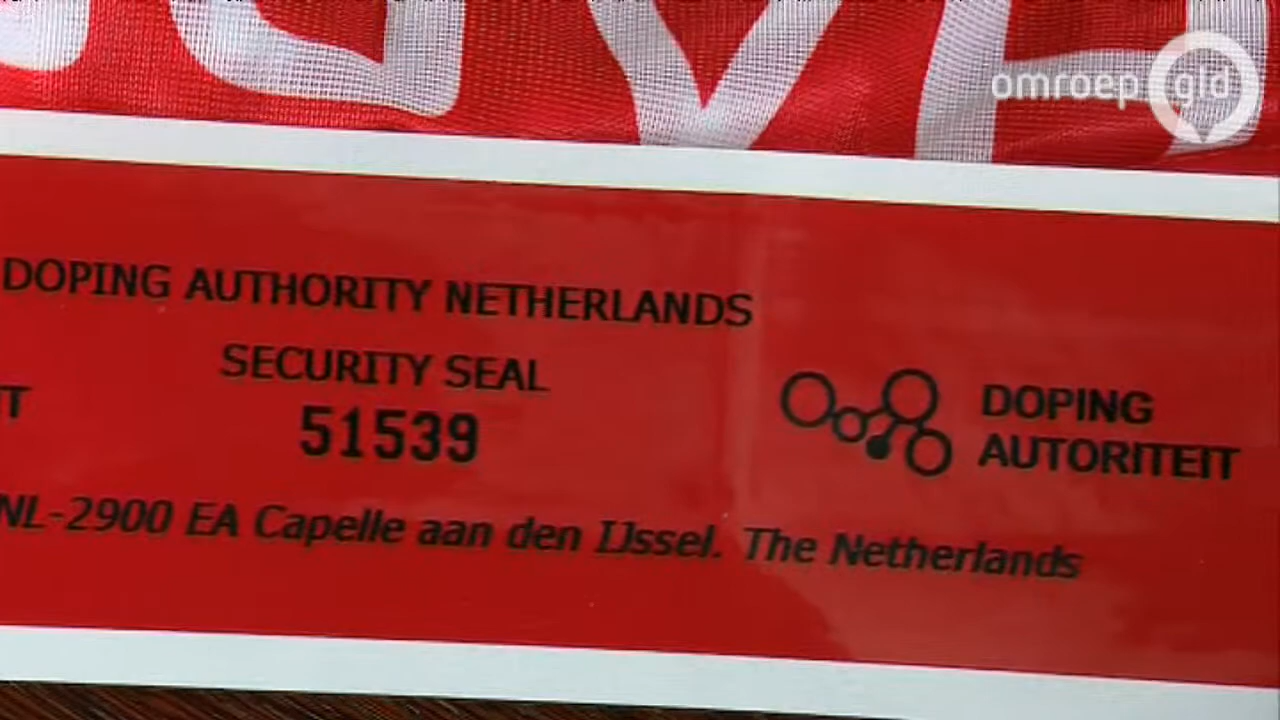 omroep gld
DOPING AUTHORITY NETHERLANDS
SECURITY SEAL
51539
DOPING
AUTORITEIT
NL-2900 EA Capelle aan den IJssel. The Netherlands